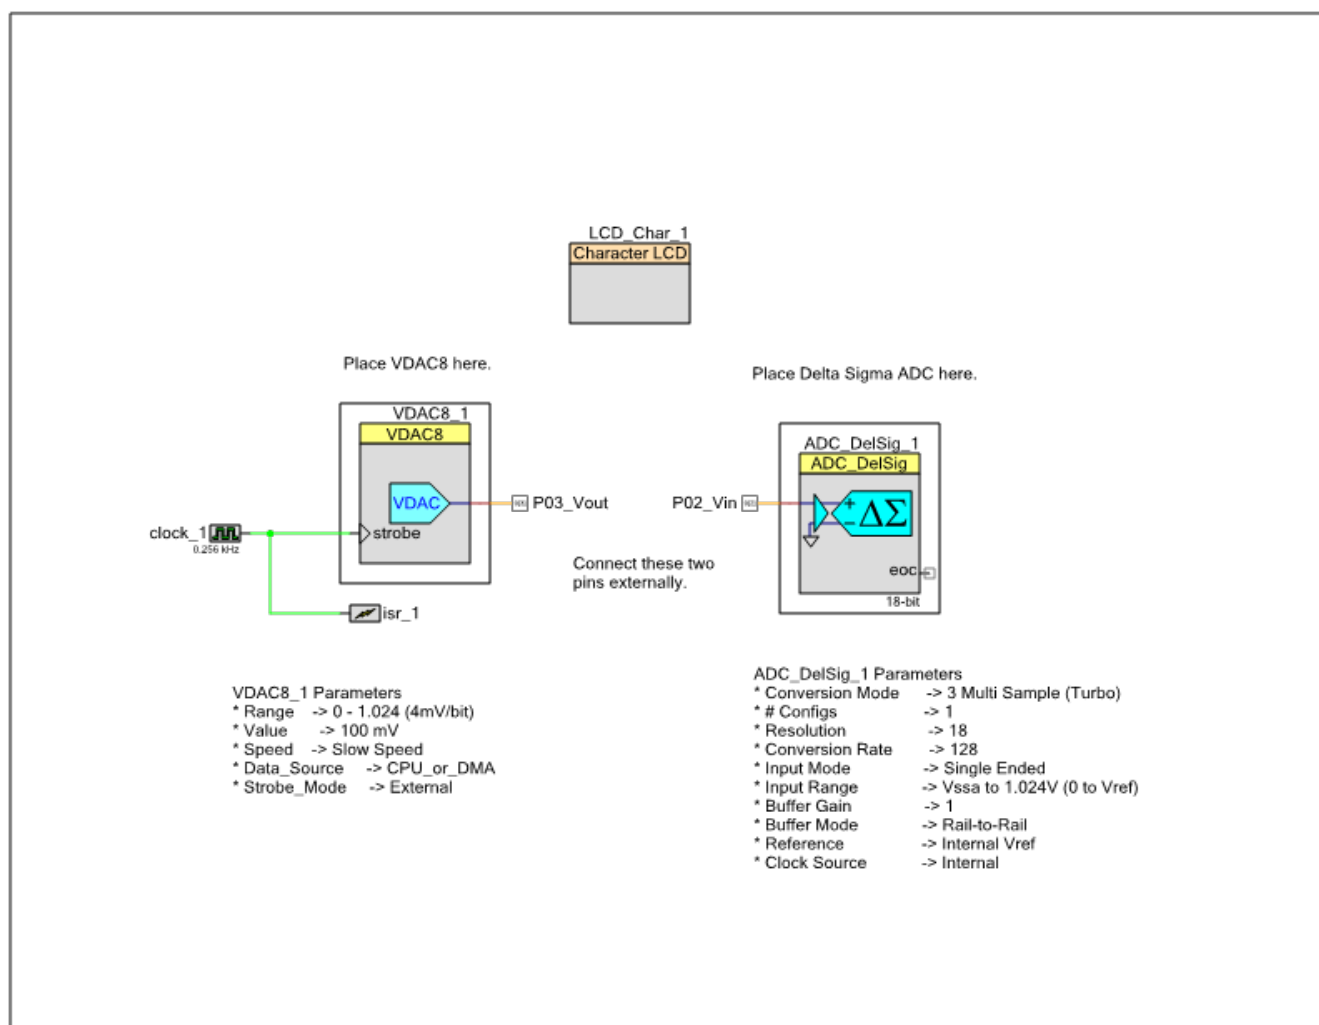 LCD_Char_1
Character LCD
Place VDAC8 here.
Place Delta Sigma ADC here.
VDAC8_1
VDAC8
VDAC
strobe
P03_Vout
P02_Vin
ADC_DelSig_1
ADC_DelSig
+
-
ΔΣ
eoc
18-bit
clock_1
0.256 kHz
isr_1
Connect these two
pins externally.
VDAC8_1 Parameters
* Range -> 0 - 1.024 (4mV/bit)
* Value -> 100 mV
* Speed -> Slow Speed
* Data_Source -> CPU_or_DMA
* Strobe_Mode -> External
ADC_DelSig_1 Parameters
* Conversion Mode -> 3 Multi Sample (Turbo)
* # Configs -> 1
* Resolution -> 18
* Conversion Rate -> 128
* Input Mode -> Single Ended
* Input Range -> Vssa to 1.024V (0 to Vref)
* Buffer Gain -> 1
* Buffer Mode -> Rail-to-Rail
* Reference -> Internal Vref
* Clock Source -> Internal